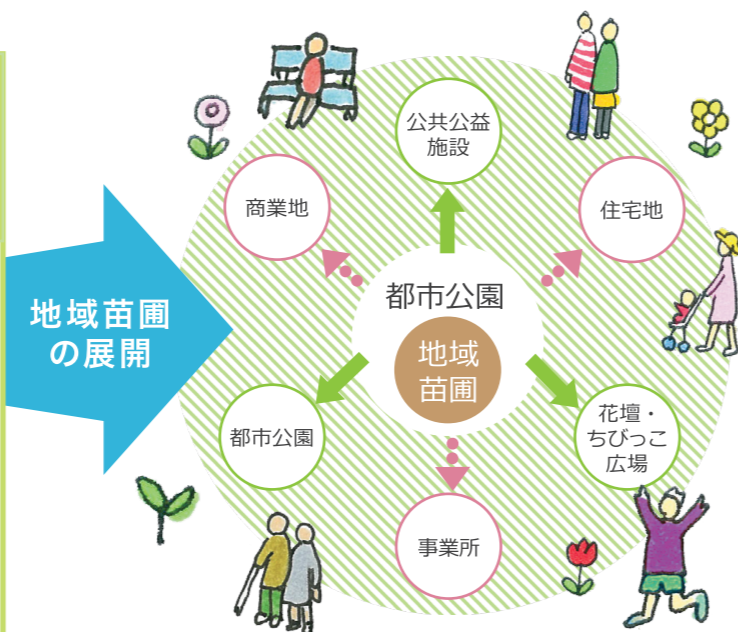 地域苗圃
の展開
公共公益
施設
商業地
住宅地
都市公園
地域
苗圃
都市公園
花壇・
ちびっこ
広場
事業所